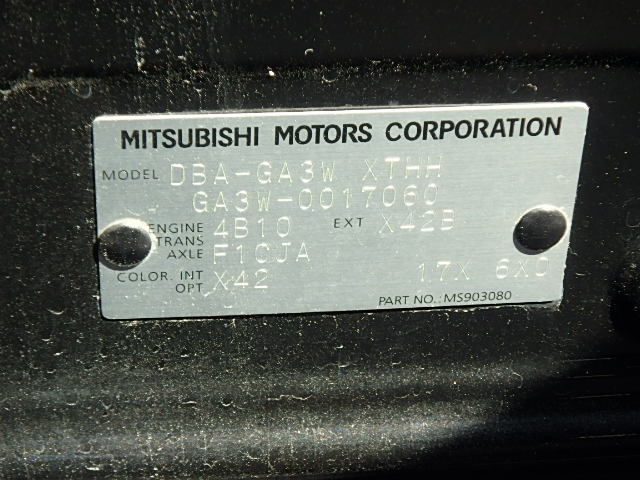 MITSUBISHI MOTORS CORPORATION
MODEL DBA-GA3W XTHH
GA3W-0017060
ENGINE 4B10 EXT X42B
TRANS AXLE F1CJA
COLOR. INT X42
OPT 17X 6XC
PART NO.: MS903080